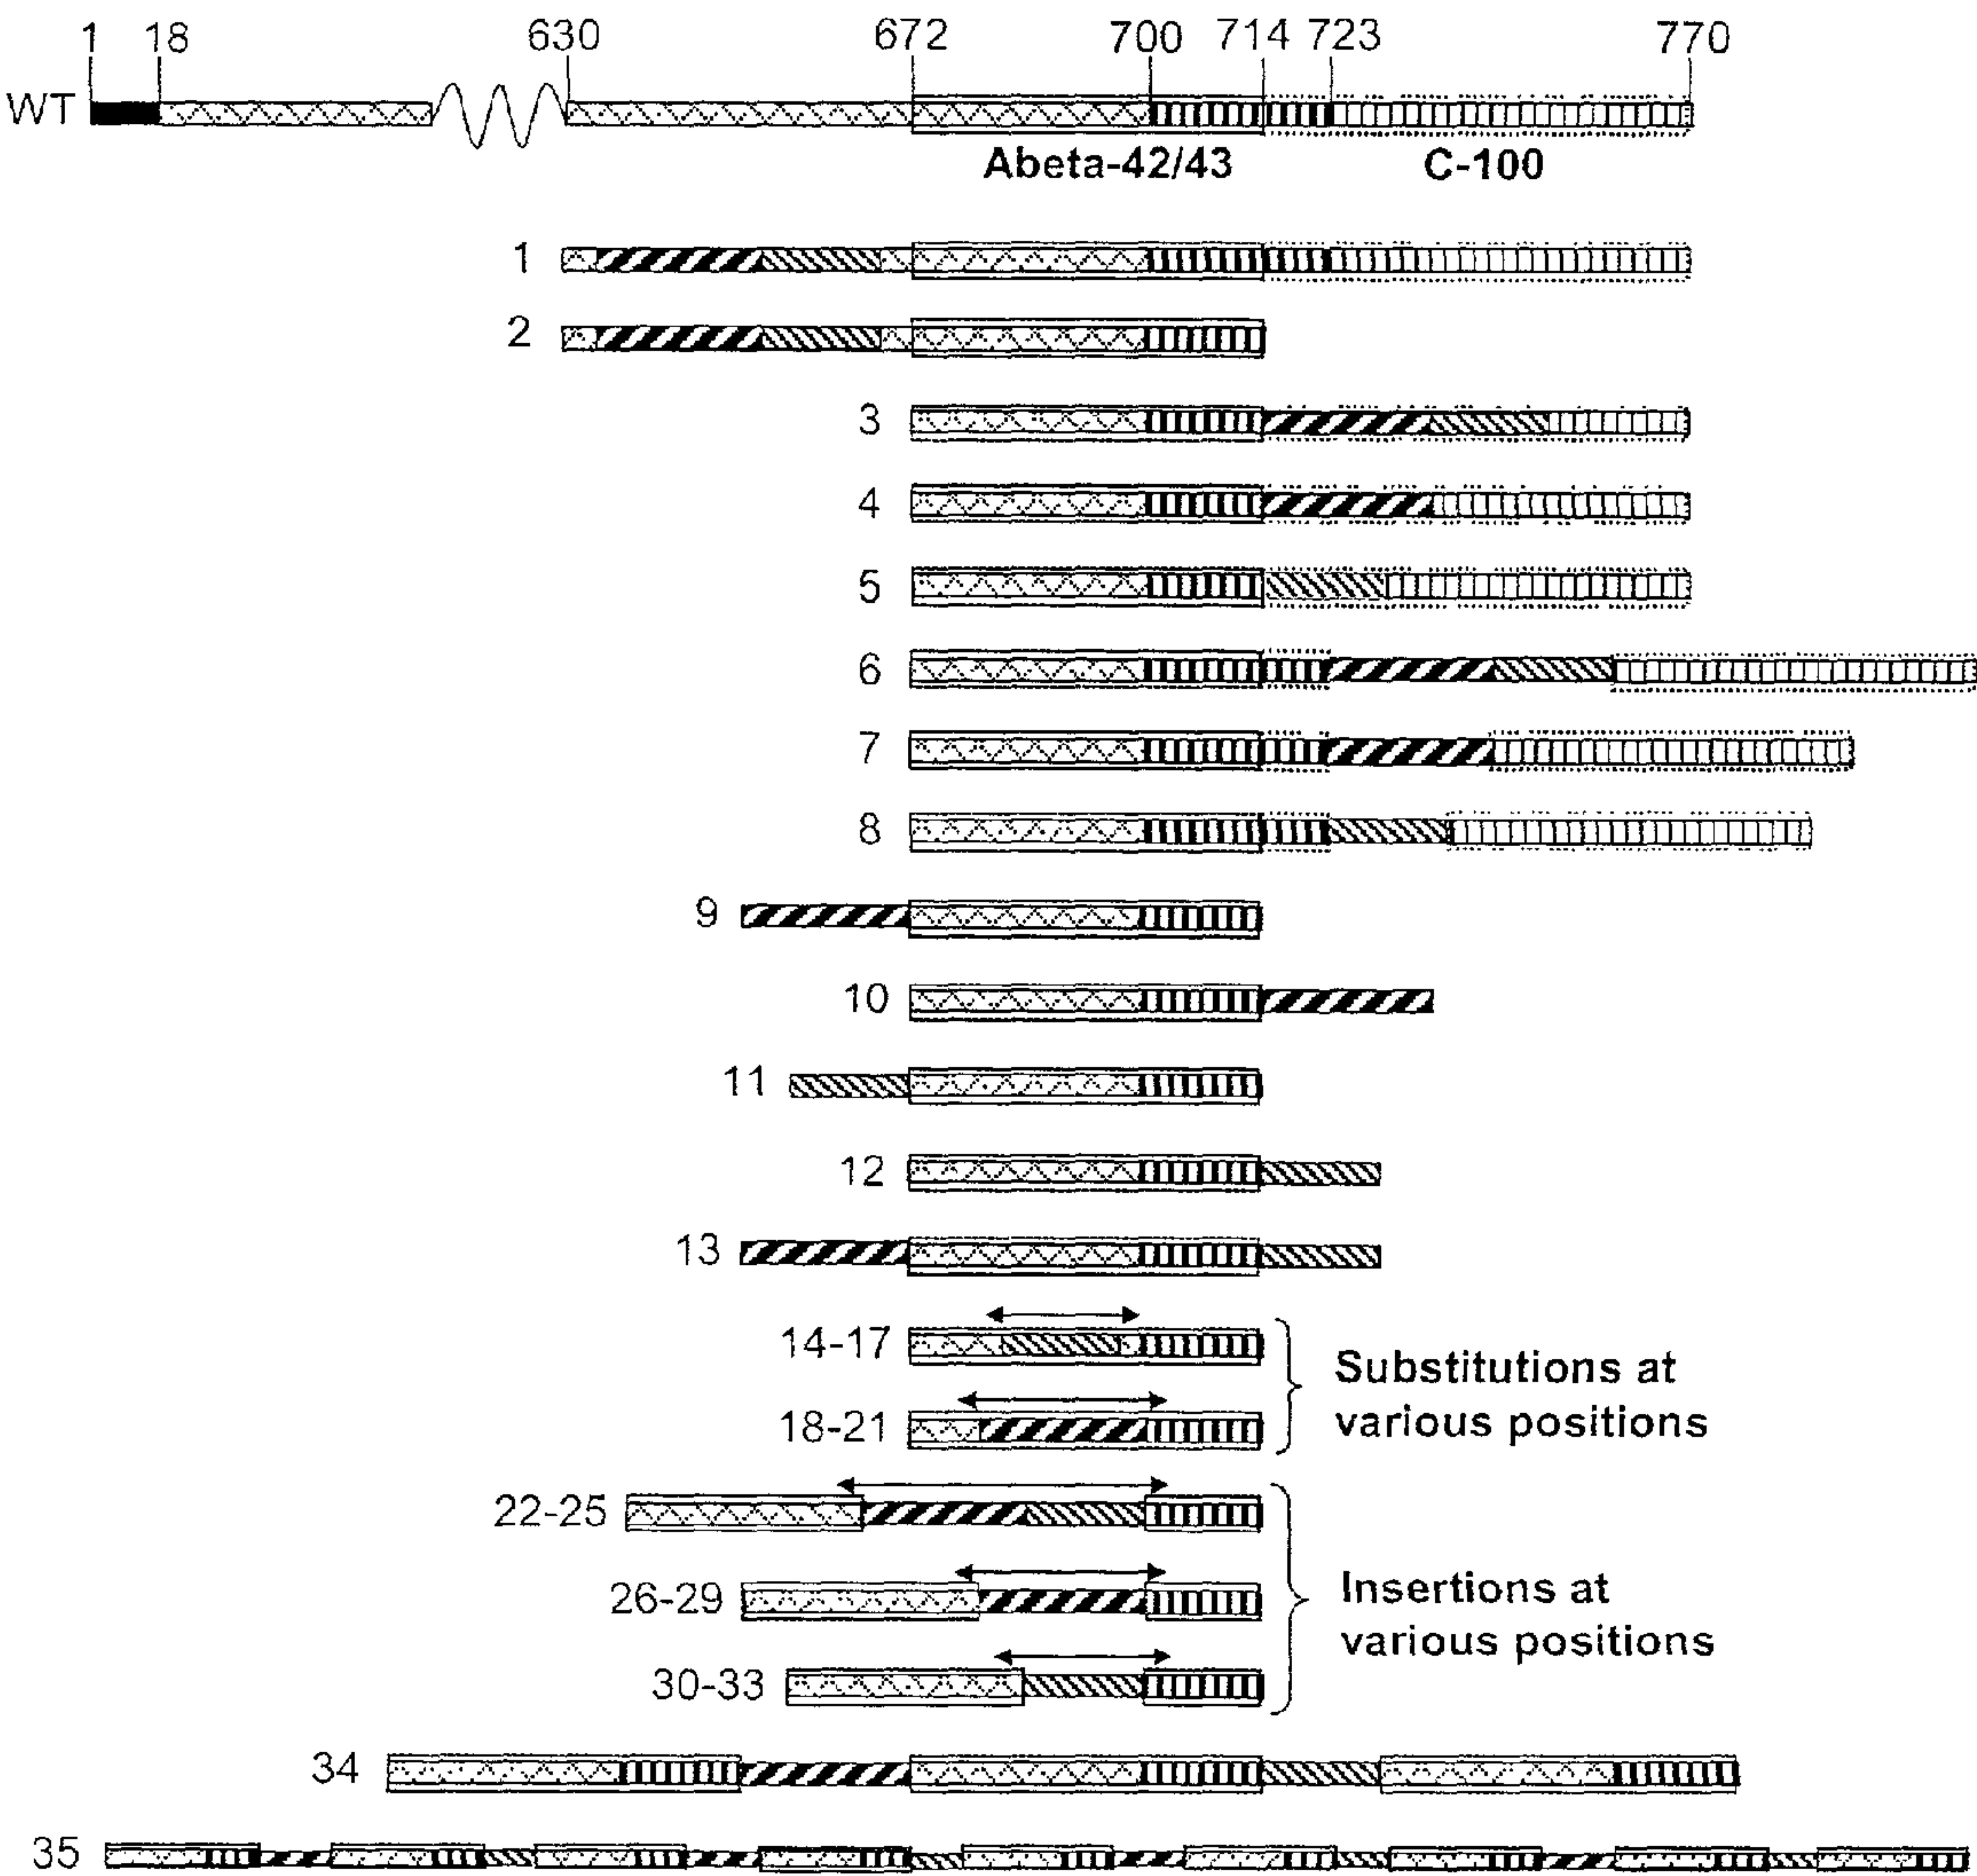 1 18 630 672 700 714 723 770
WT
Abeta-42/43 C-100
1
2
3
4
5
6
7
8
9
10
11
12
13
14-17
Substitutions at
various positions
18-21
22-25
26-29
Insertions at
various positions
30-33
34
35